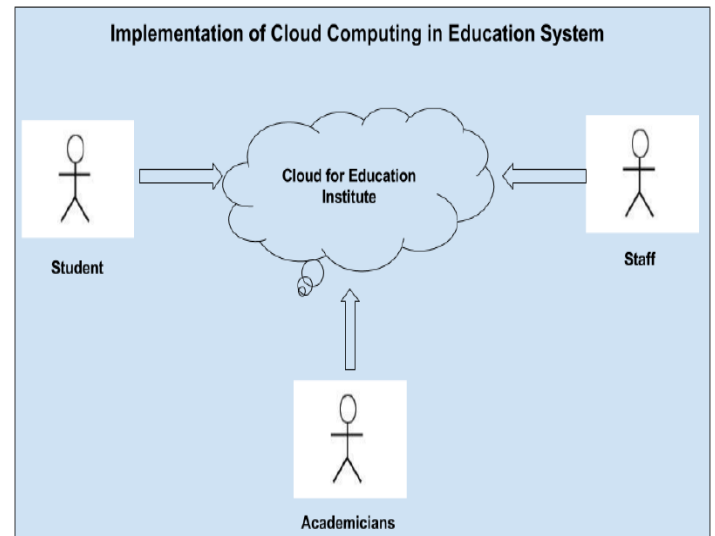 Implementation of Cloud Computing in Education System
Cloud for Education
Institute
Student
Staff
Academicians